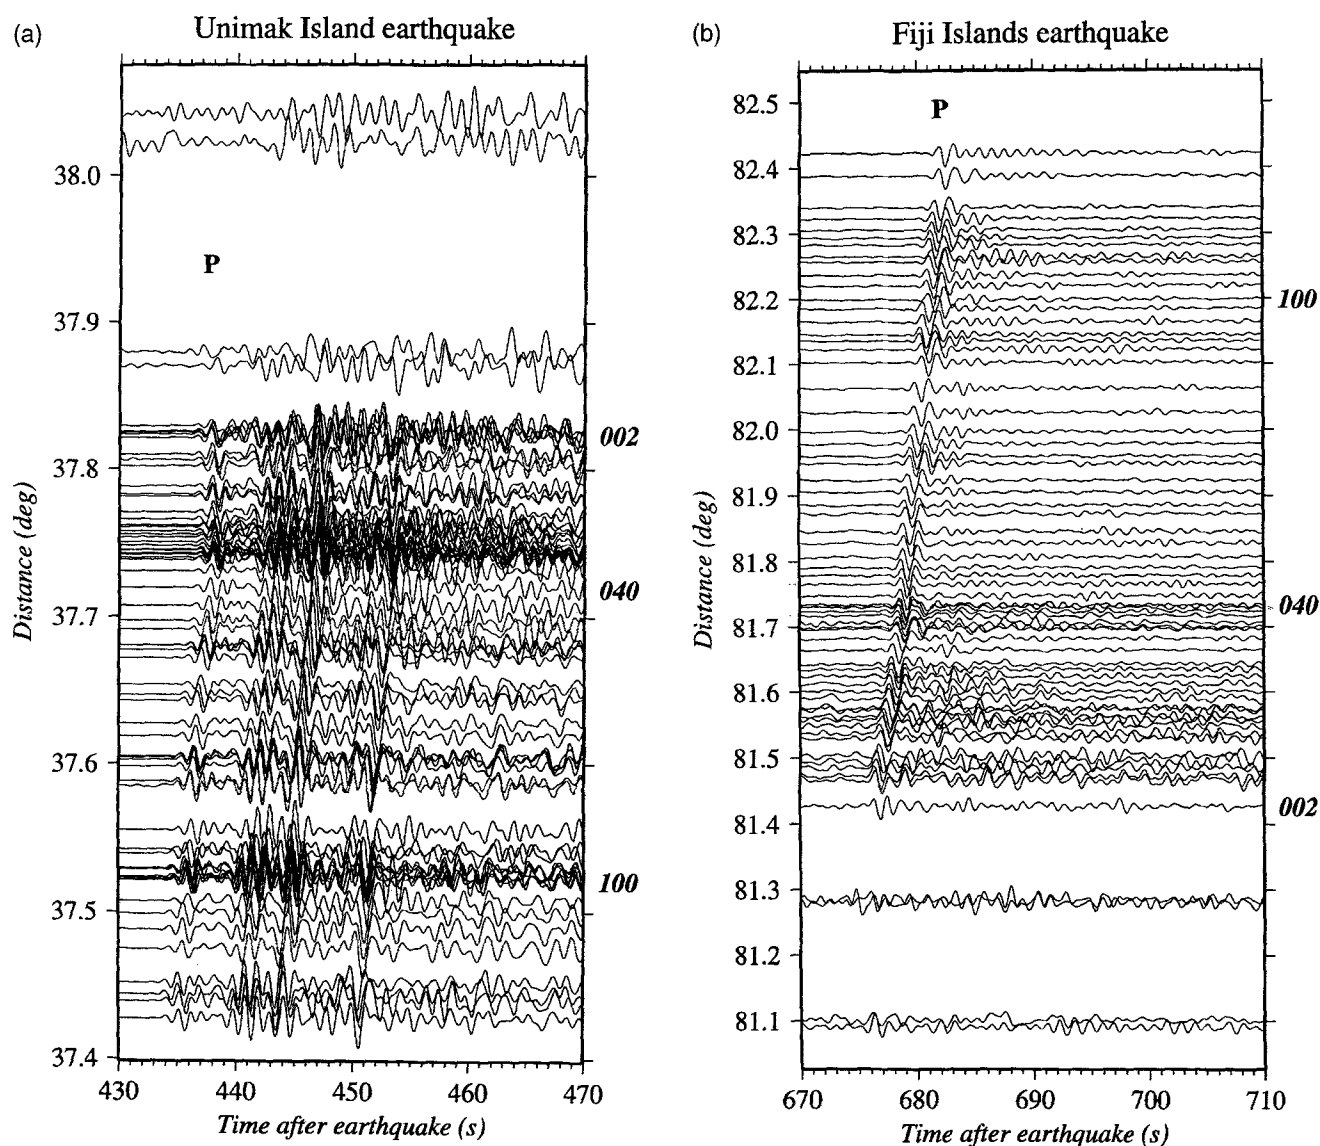 (a)
Unimak Island earthquake
P
38.0
37.9
37.8
37.7
37.6
37.5
37.4
Distance (deg)
002
040
100
430 440 450 460 470
Time after earthquake (s)
(b)
Fiji Islands earthquake
P
82.5
82.4
82.3
82.2
82.1
82.0
81.9
81.8
81.7
81.6
81.5
81.4
81.3
81.2
81.1
Distance (deg)
100
040
002
670 680 690 700 710
Time after earthquake (s)